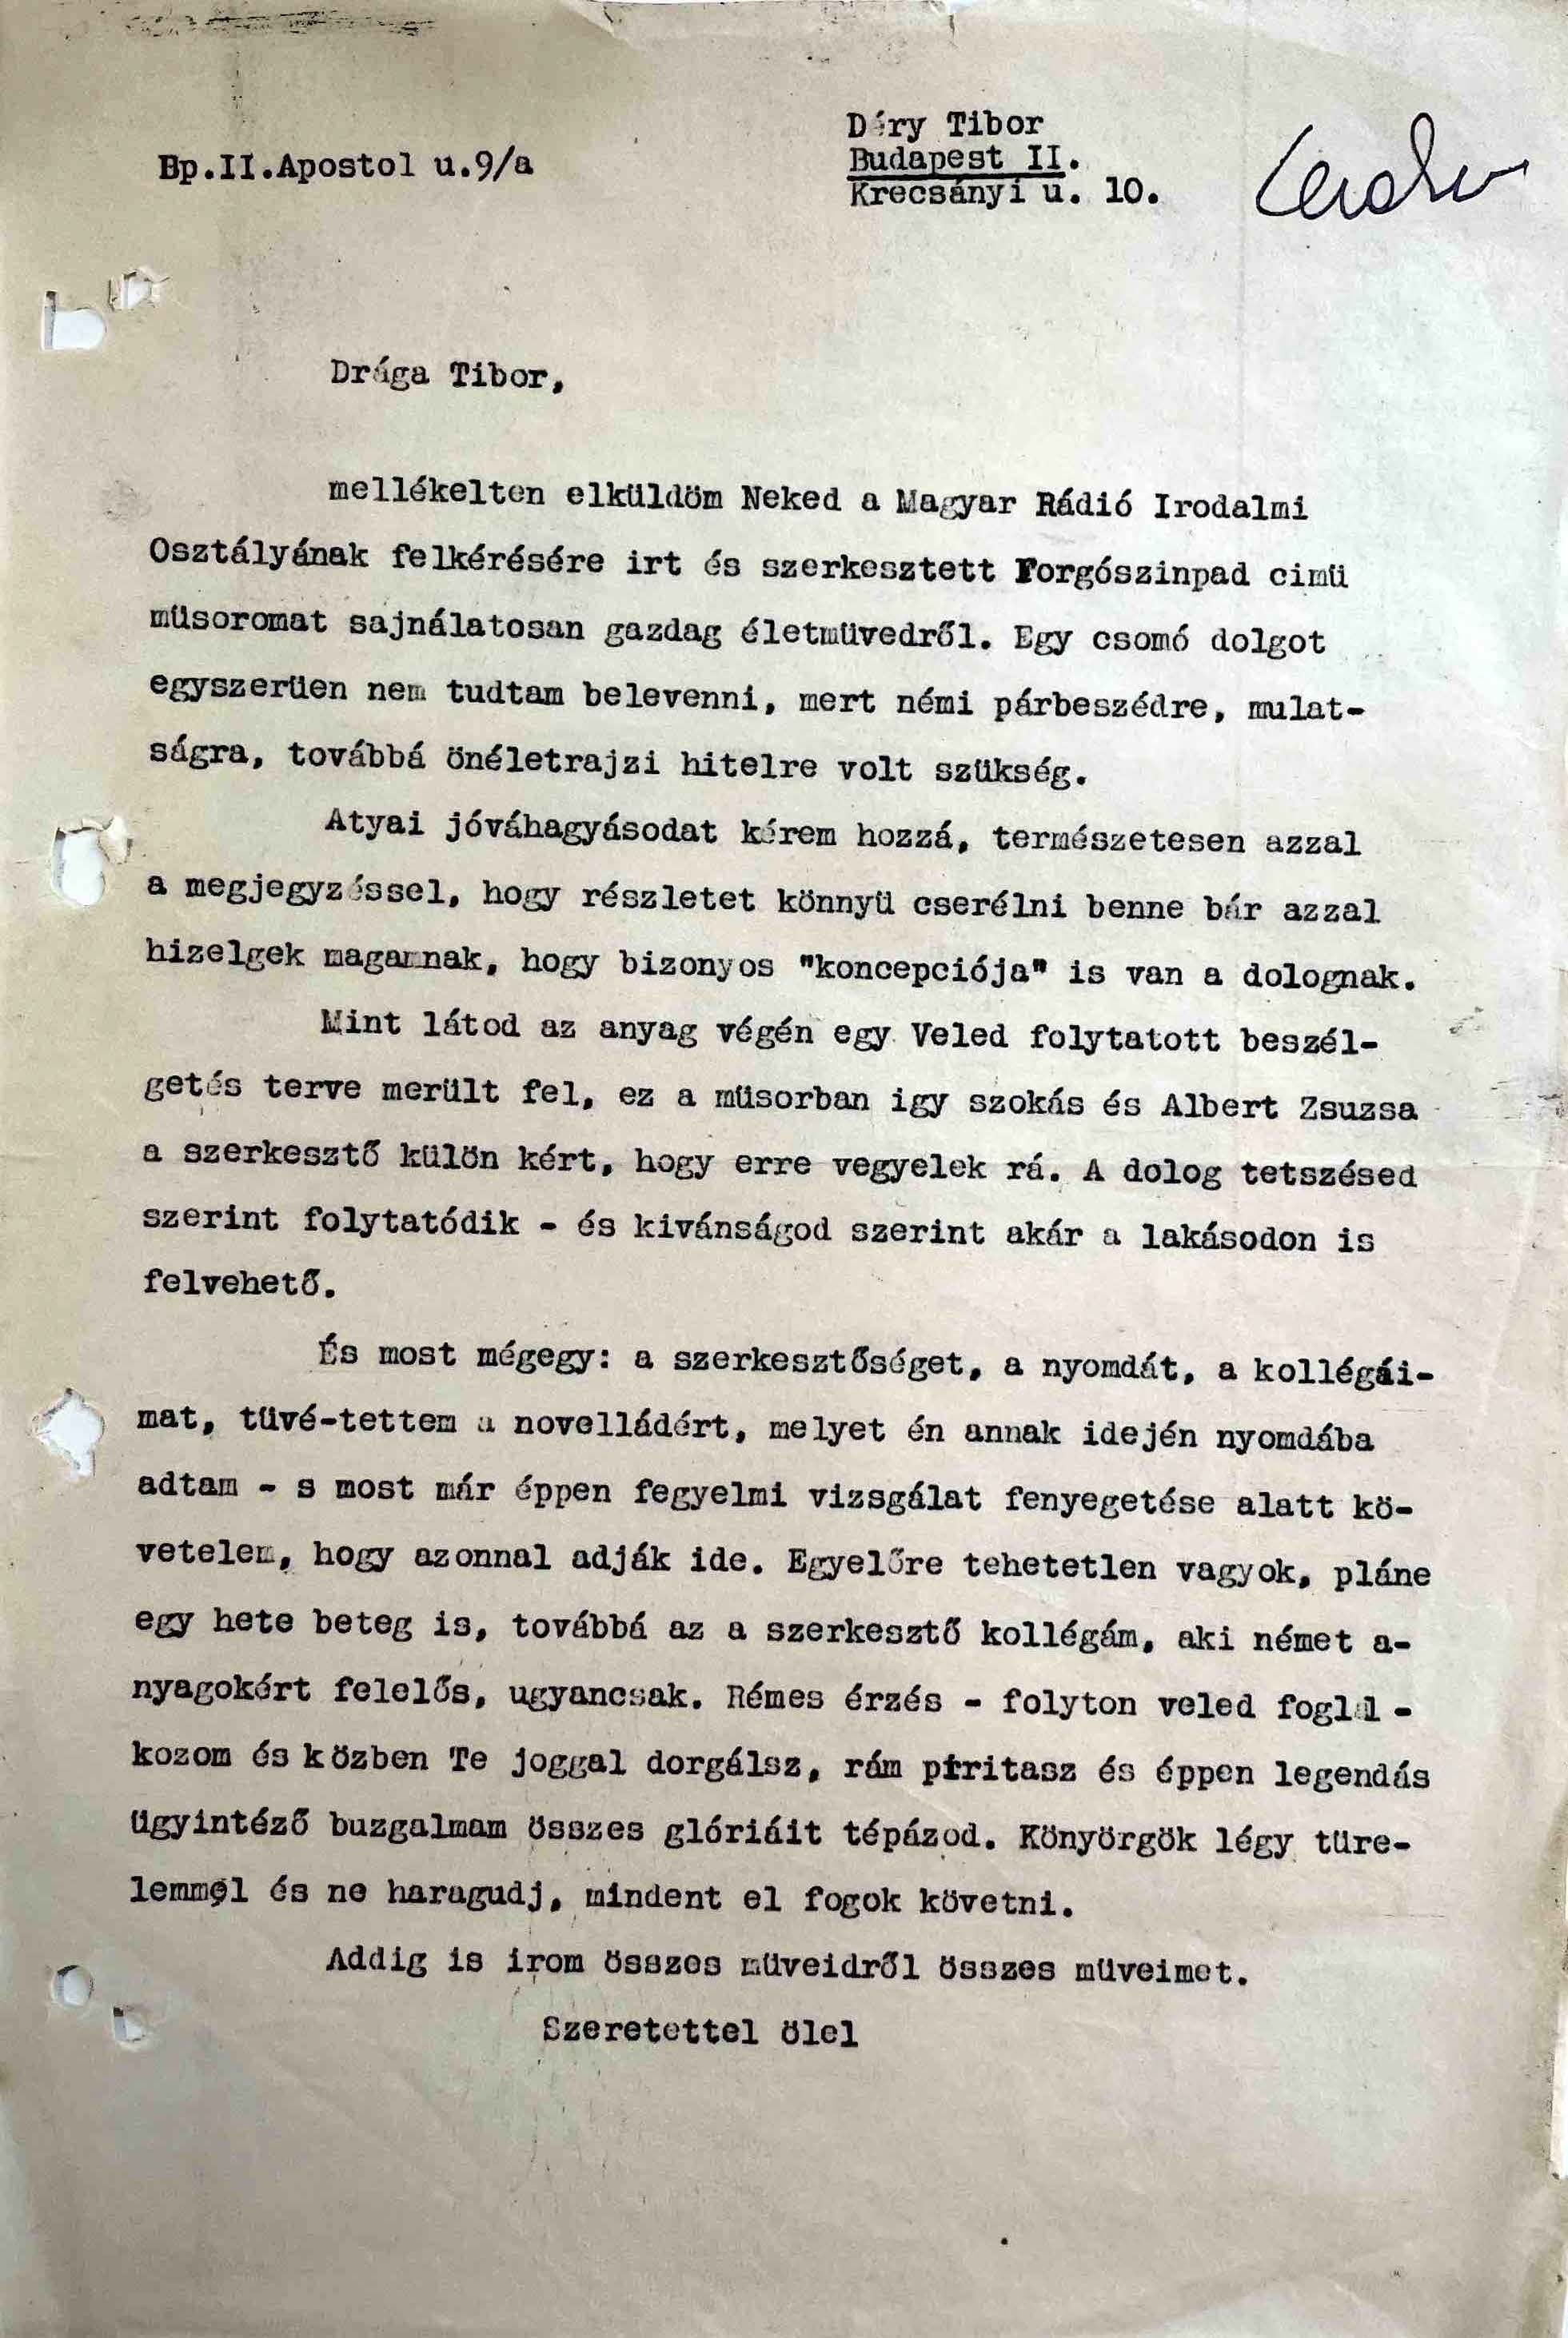 Bp.II.Apostol u.9/a
Déry Tibor
Budapest II.
Krecsányi u. 10.
Drága Tibor,
mellékelten elküldöm Neked a Magyar Rádió Irodalmi
Osztályának felkérésére irt és szerkesztett Forgószinpad cimü
müsoromat sajnálatosan gazdag életmüvedről. Egy csomó dolgot
egyszerüen nem tudtam belevenni, mert némi párbeszédre, mulat-
ságra, továbbá önéletrajzi hitelre volt szükség.
Atyai jóváhagyásodat kérem hozzá, természetesen azzal
a megjegyzéssel, hogy részletet könnyü cserélni benne bár azzal
hizelgek magamnak, hogy bizonyos "koncepciója" is van a dolognak.
Mint látod az anyag végén egy Veled folytatott beszél-
getés terve merült fel, ez a müsorban igy szokás és Albert Zsuzsa
a szerkesztő külön kért, hogy erre vegyelek rá. A dolog tetszésed
szerint folytatódik - és kivánságod szerint akár a lakásodon is
felvehető.
És most mégegy: a szerkesztőséget, a nyomdát, a kollégái-
mat, tüvé-tettem a novelládért, melyet én annak idején nyomdába
adtam - s most már éppen fegyelmi vizsgálat fenyegetése alatt kö-
vetelem, hogy azonnal adják ide. Egyelőre tehetetlen vagyok, pláne
egy hete beteg is, továbbá az a szerkesztő kollégám, aki német a-
nyagokért felelős, ugyancsak. Rémes érzés - folyton veled foglal -
kozom és közben Te joggal dorgálsz, rám piritasz és éppen legendás
ügyintéző buzgalmam összes glóriáit tépázod. Könyörgök légy türe-
lemmel és ne haragudj, mindent el fogok követni.
Addig is irom összes müveidről összes müveimet.
Szeretettel ölel